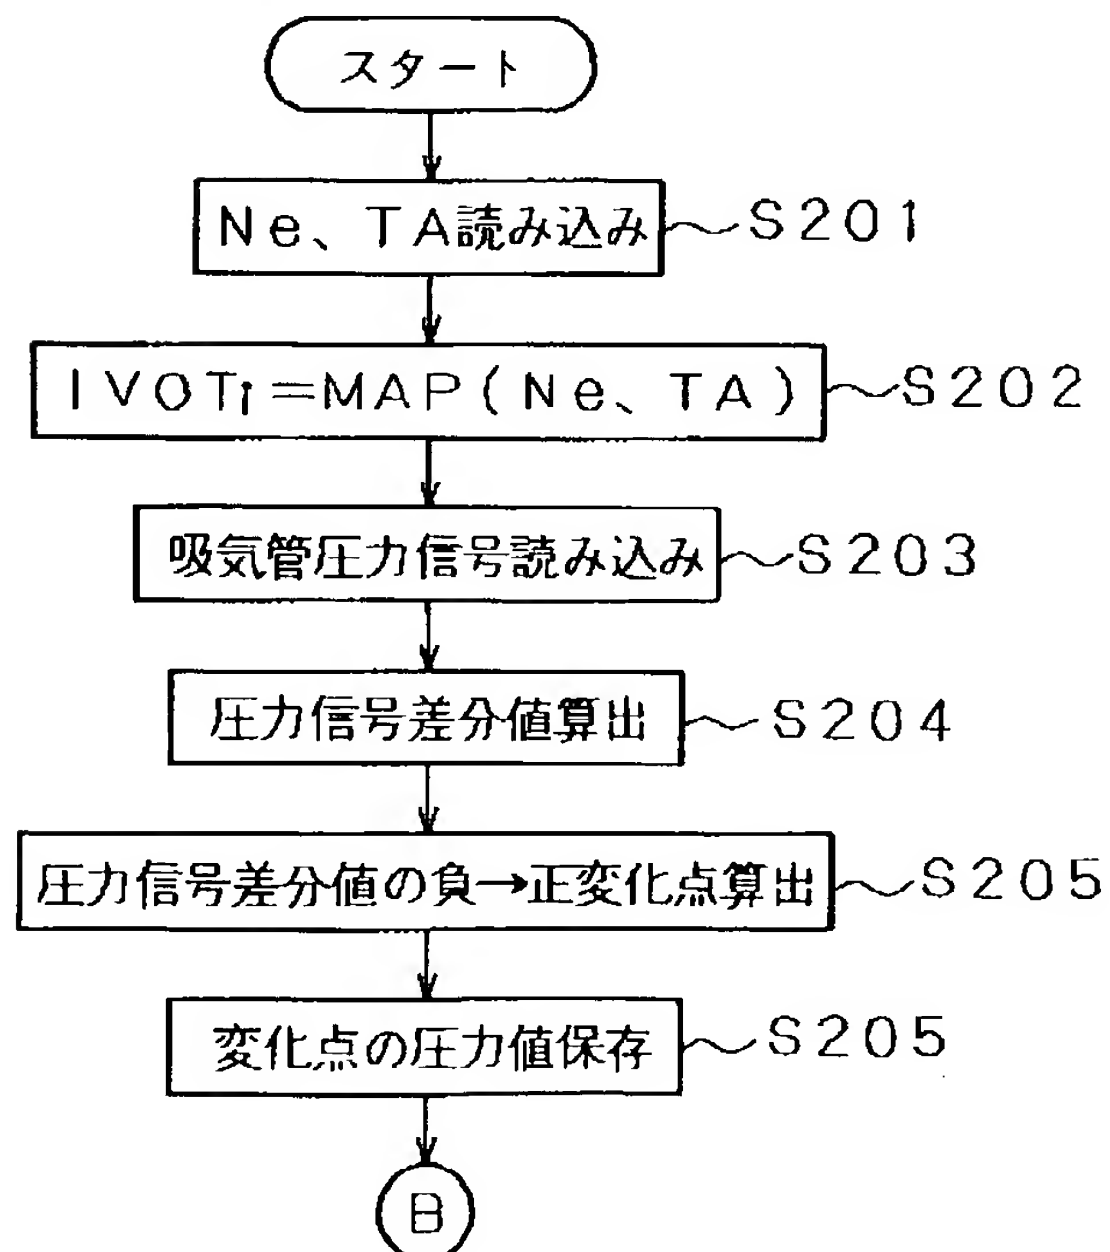 スタート
Ne、TA読み込み S201
IVOTi=MAP(Ne、TA) S202
吸気管圧力信号読み込み S203
圧力信号差分値算出 S204
圧力信号差分値の負→正変化点算出 S205
変化点の圧力値保存 S205
B